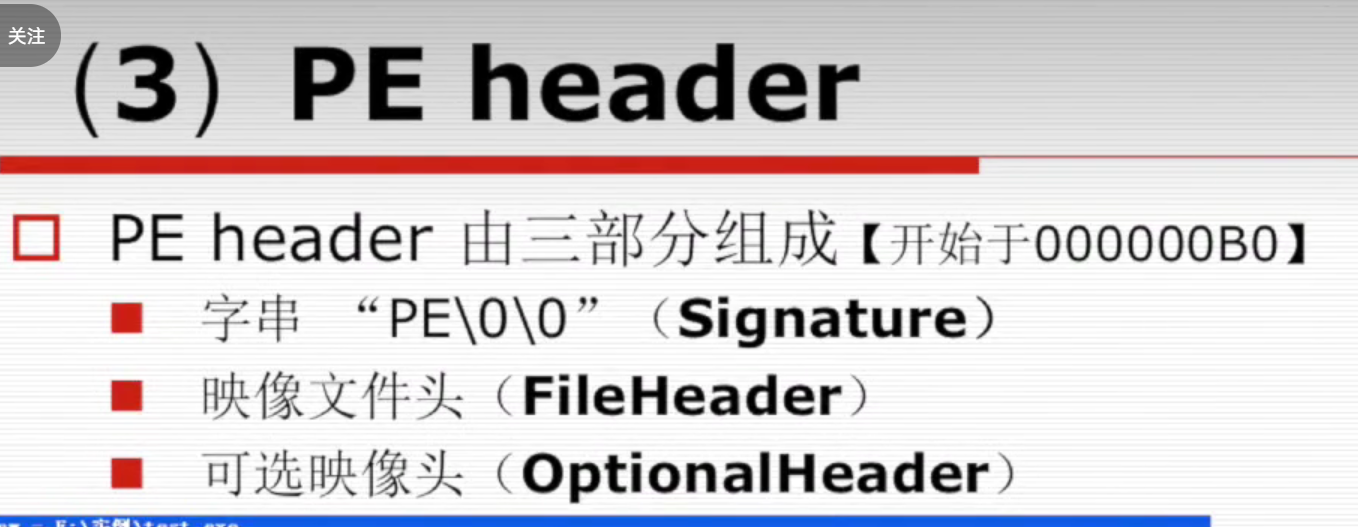 关注
（3）PE header
PE header 由三部分组成【开始于000000B0】
字串 “PE\0\0”（Signature）
映像文件头（FileHeader）
可选映像头（OptionalHeader）